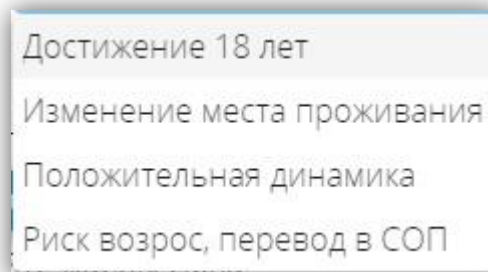 Достижение 18 лет
Изменение места проживания
Положительная динамика
Риск возрос, перевод в СОП